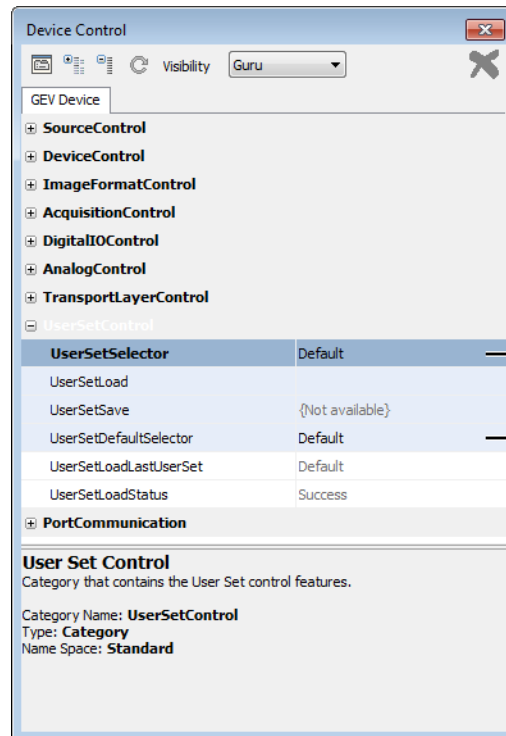 Device Control
Visibility Guru
GEV Device
SourceControl
DeviceControl
ImageFormatControl
AcquisitionControl
DigitalIOControl
AnalogControl
TransportLayerControl
UserSetControl
UserSetSelector Default
UserSetLoad
UserSetSave {Not available}
UserSetDefaultSelector Default
UserSetLoadLastUserSet Default
UserSetLoadStatus Success
PortCommunication
User Set Control
Category that contains the User Set control features.
Category Name: UserSetControl
Type: Category
Name Space: Standard